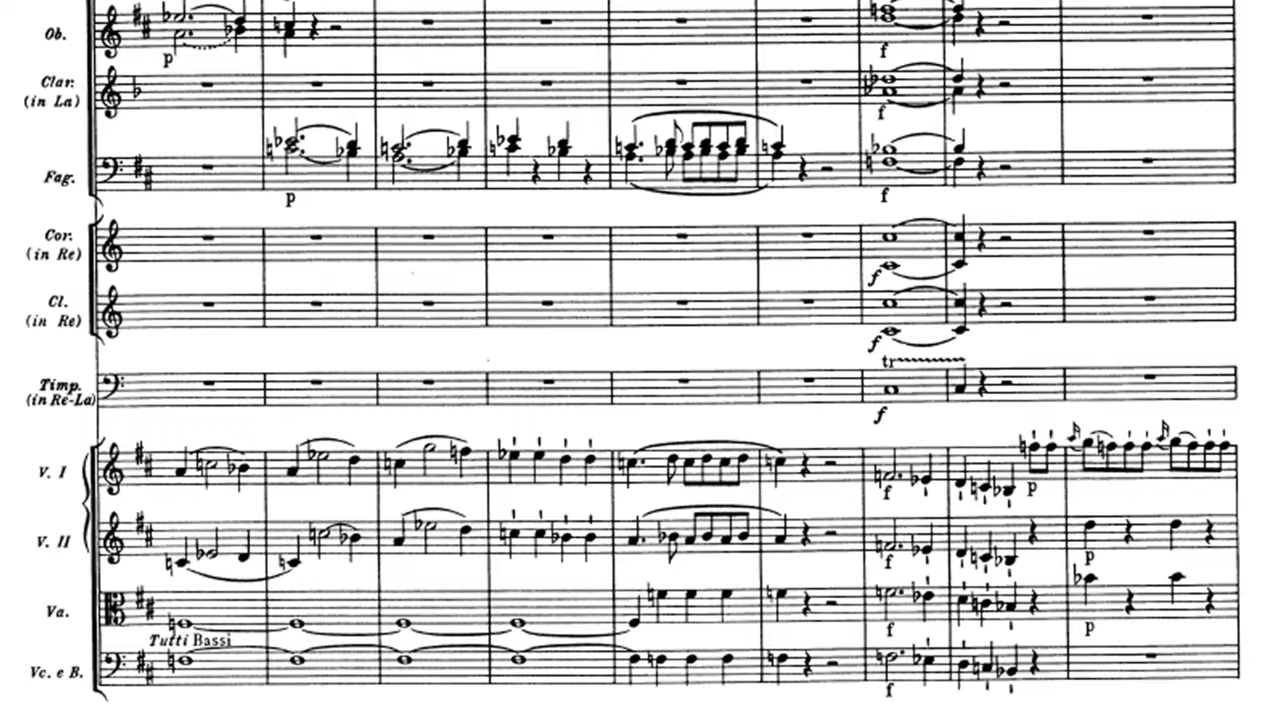 Ob.
p
Clar.
(in La)
f
f
Fag.
p
f
Cor.
(in Re)
f
Cl.
(in Re)
f
tr
Timp.
(in Re-La)
f
V. I
f
p
V. II
f
p
Va.
f
p
Tutti Bassi
Vc. e B.
f